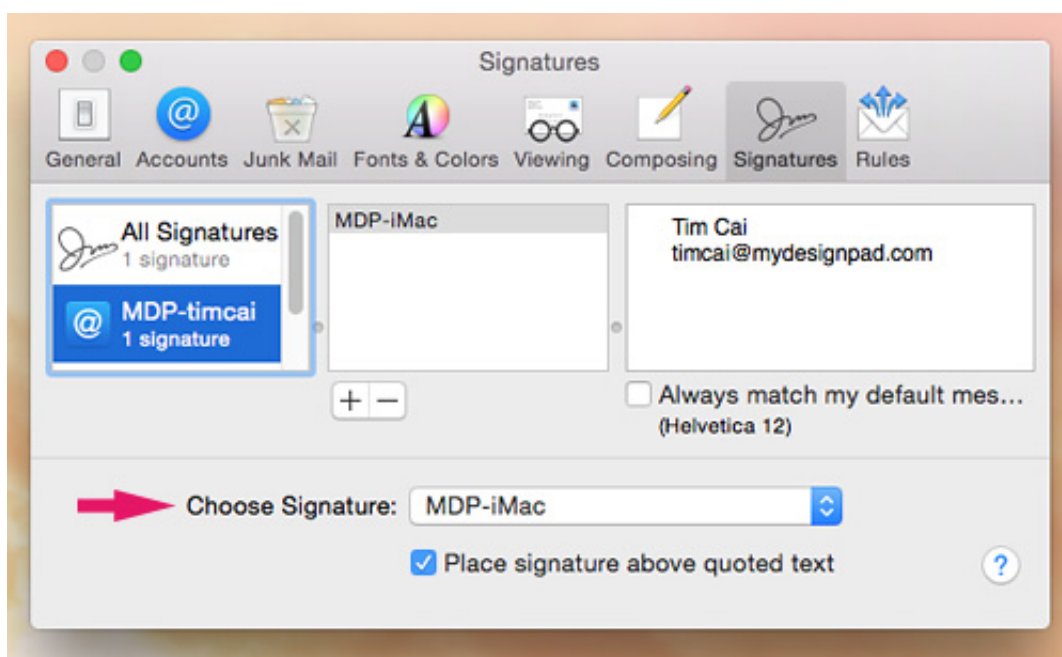 Signatures
General Accounts Junk Mail Fonts & Colors Viewing Composing Signatures Rules
All Signatures
1 signature
MDP-timcai
1 signature
MDP-iMac
Tim Cai
timcai@mydesignpad.com
+ −
Always match my default mes...
(Helvetica 12)
Choose Signature: MDP-iMac
Place signature above quoted text
?